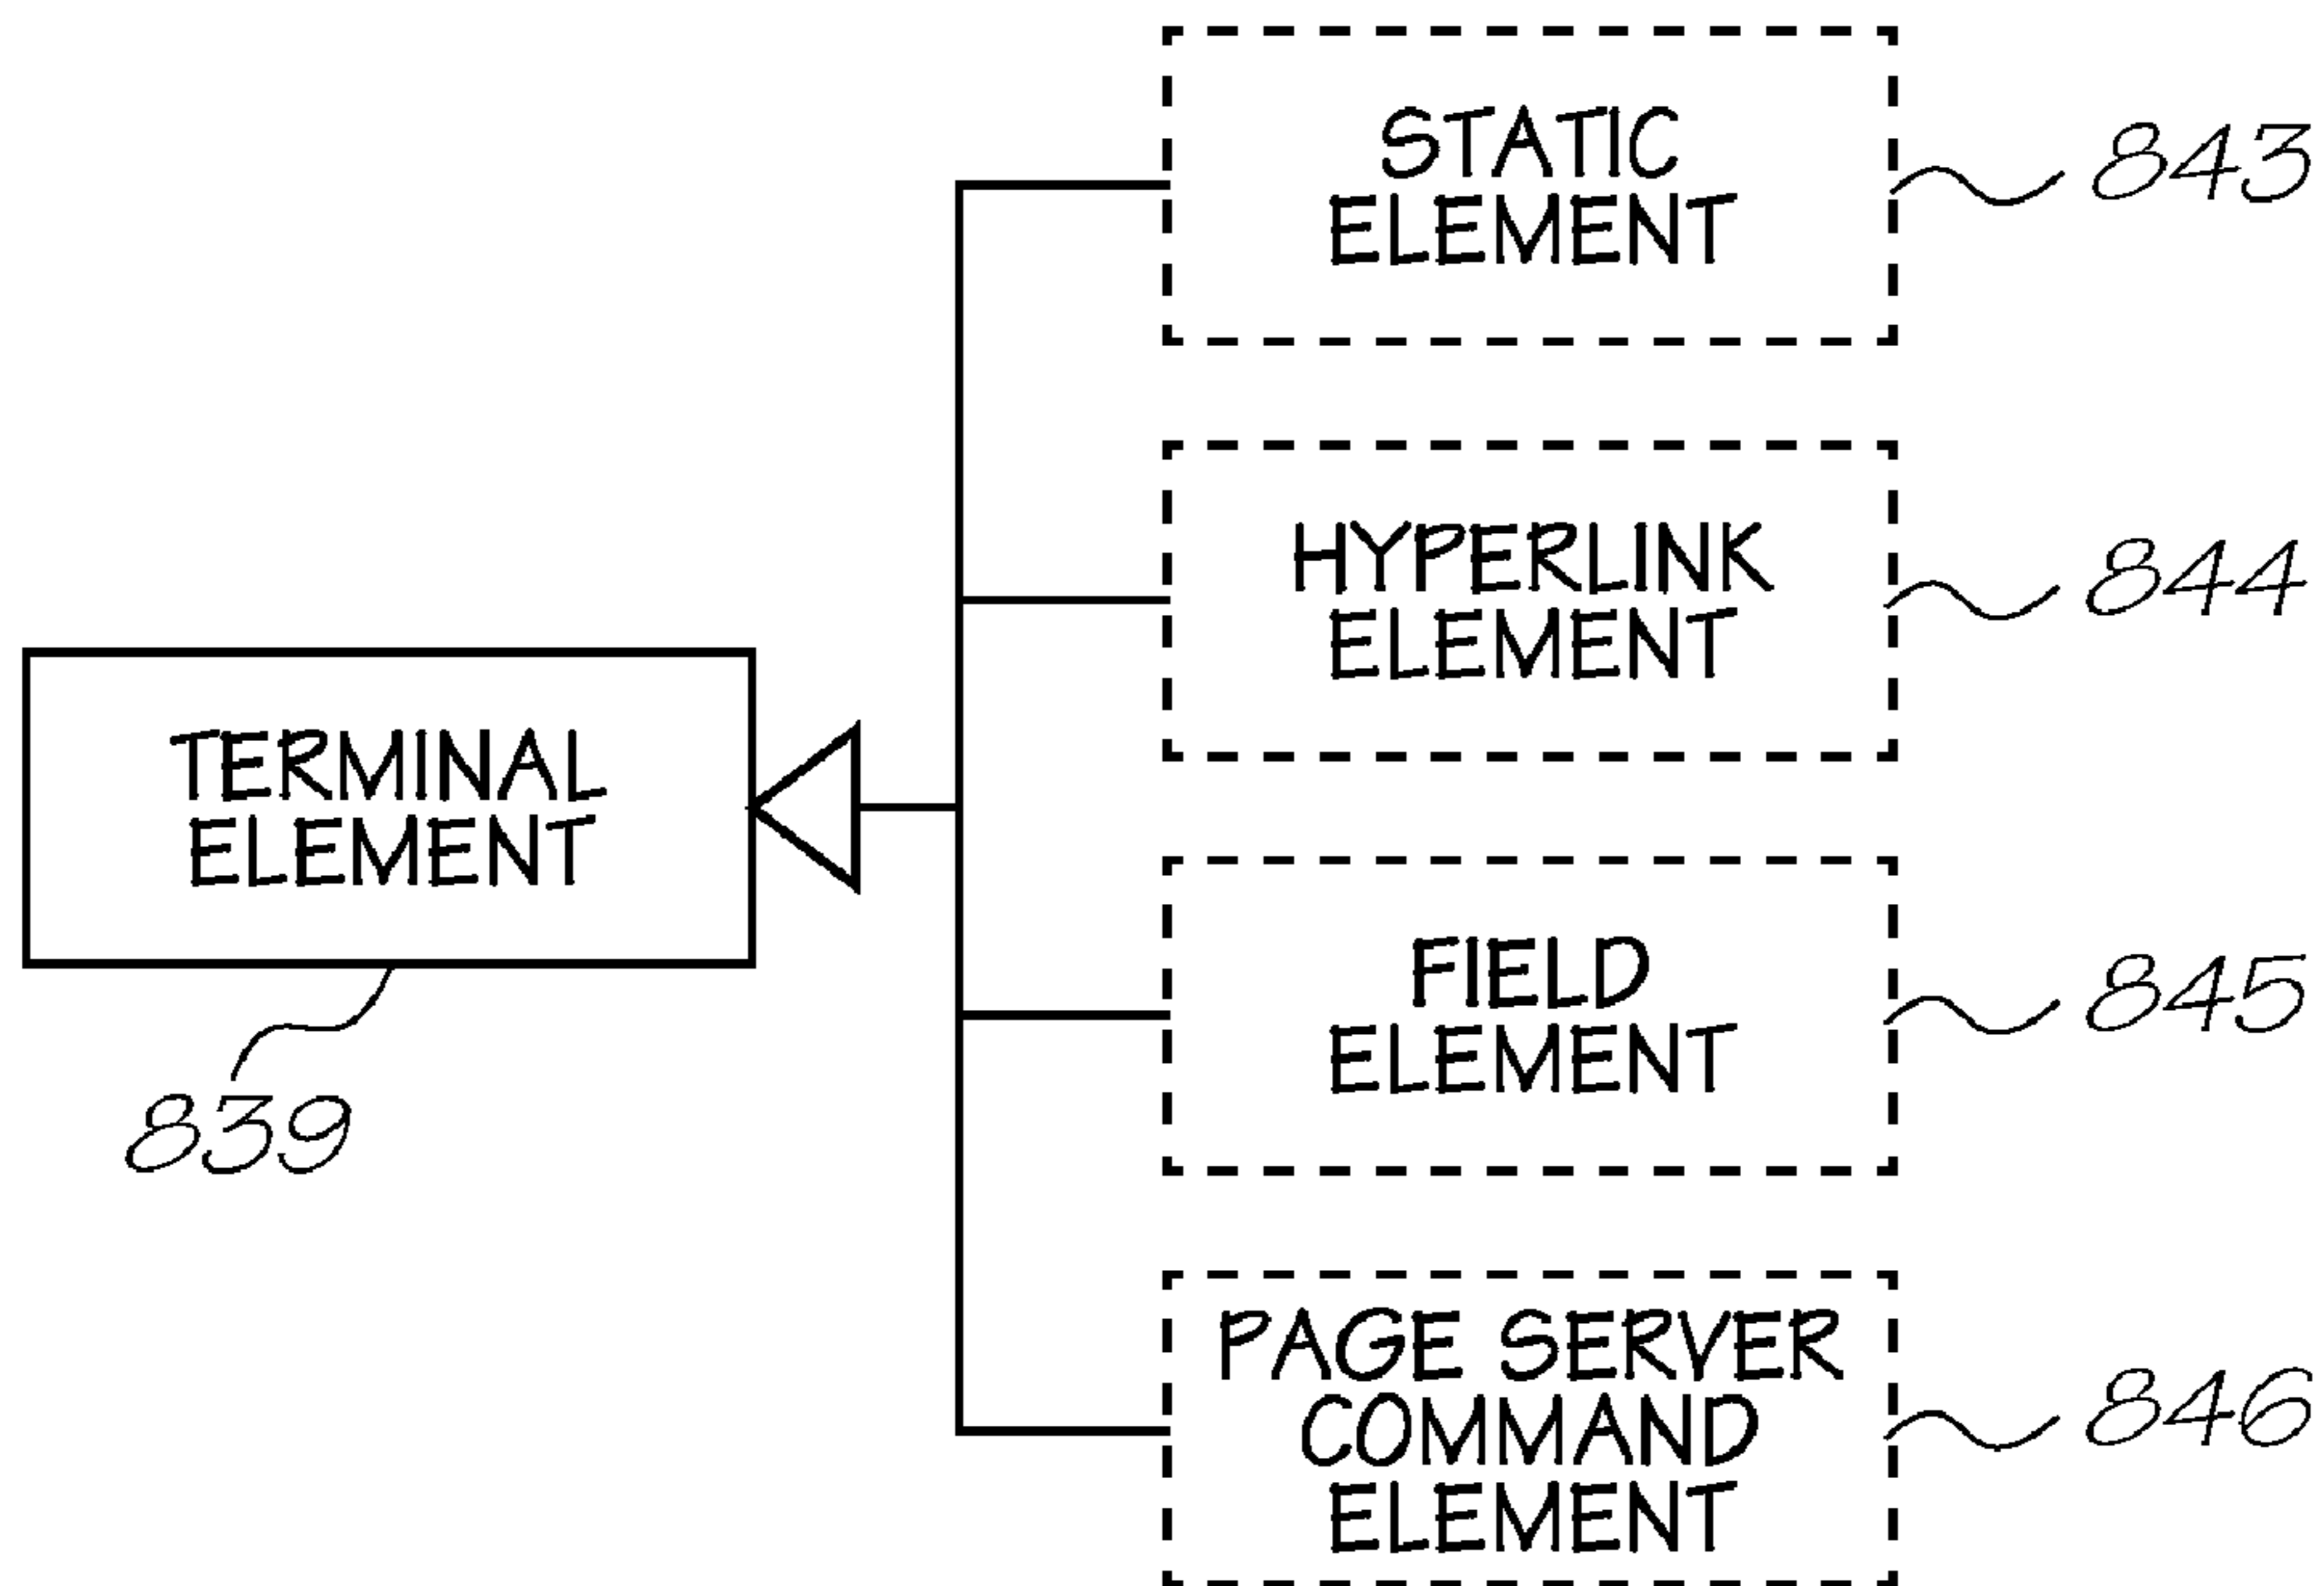 STATIC
ELEMENT
843
HYPERLINK
ELEMENT
844
TERMINAL
ELEMENT
839
FIELD
ELEMENT
845
PAGE SERVER
COMMAND
ELEMENT
846